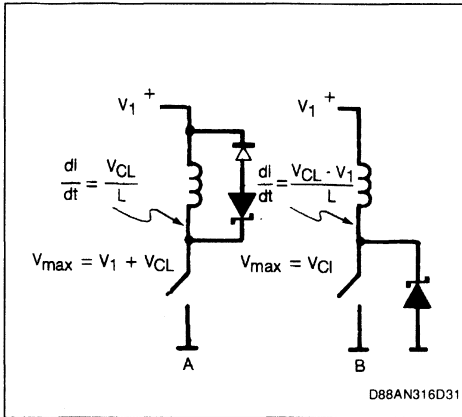 V1 +
V1 +
di/dt = VCL/L
di/dt = VCL - V1/L
Vmax = V1 + VCL
Vmax = VCl
A
B
D88AN316D31